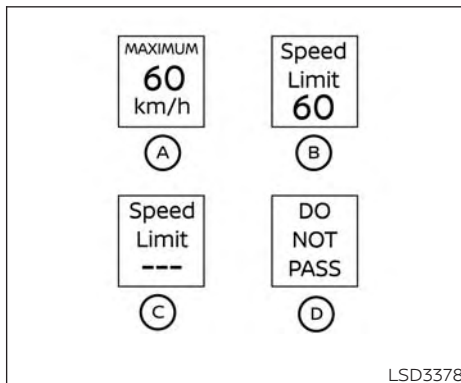 MAXIMUM
60
km/h
A
Speed
Limit
60
B
Speed
Limit
---
C
DO
NOT
PASS
D
LSD3378